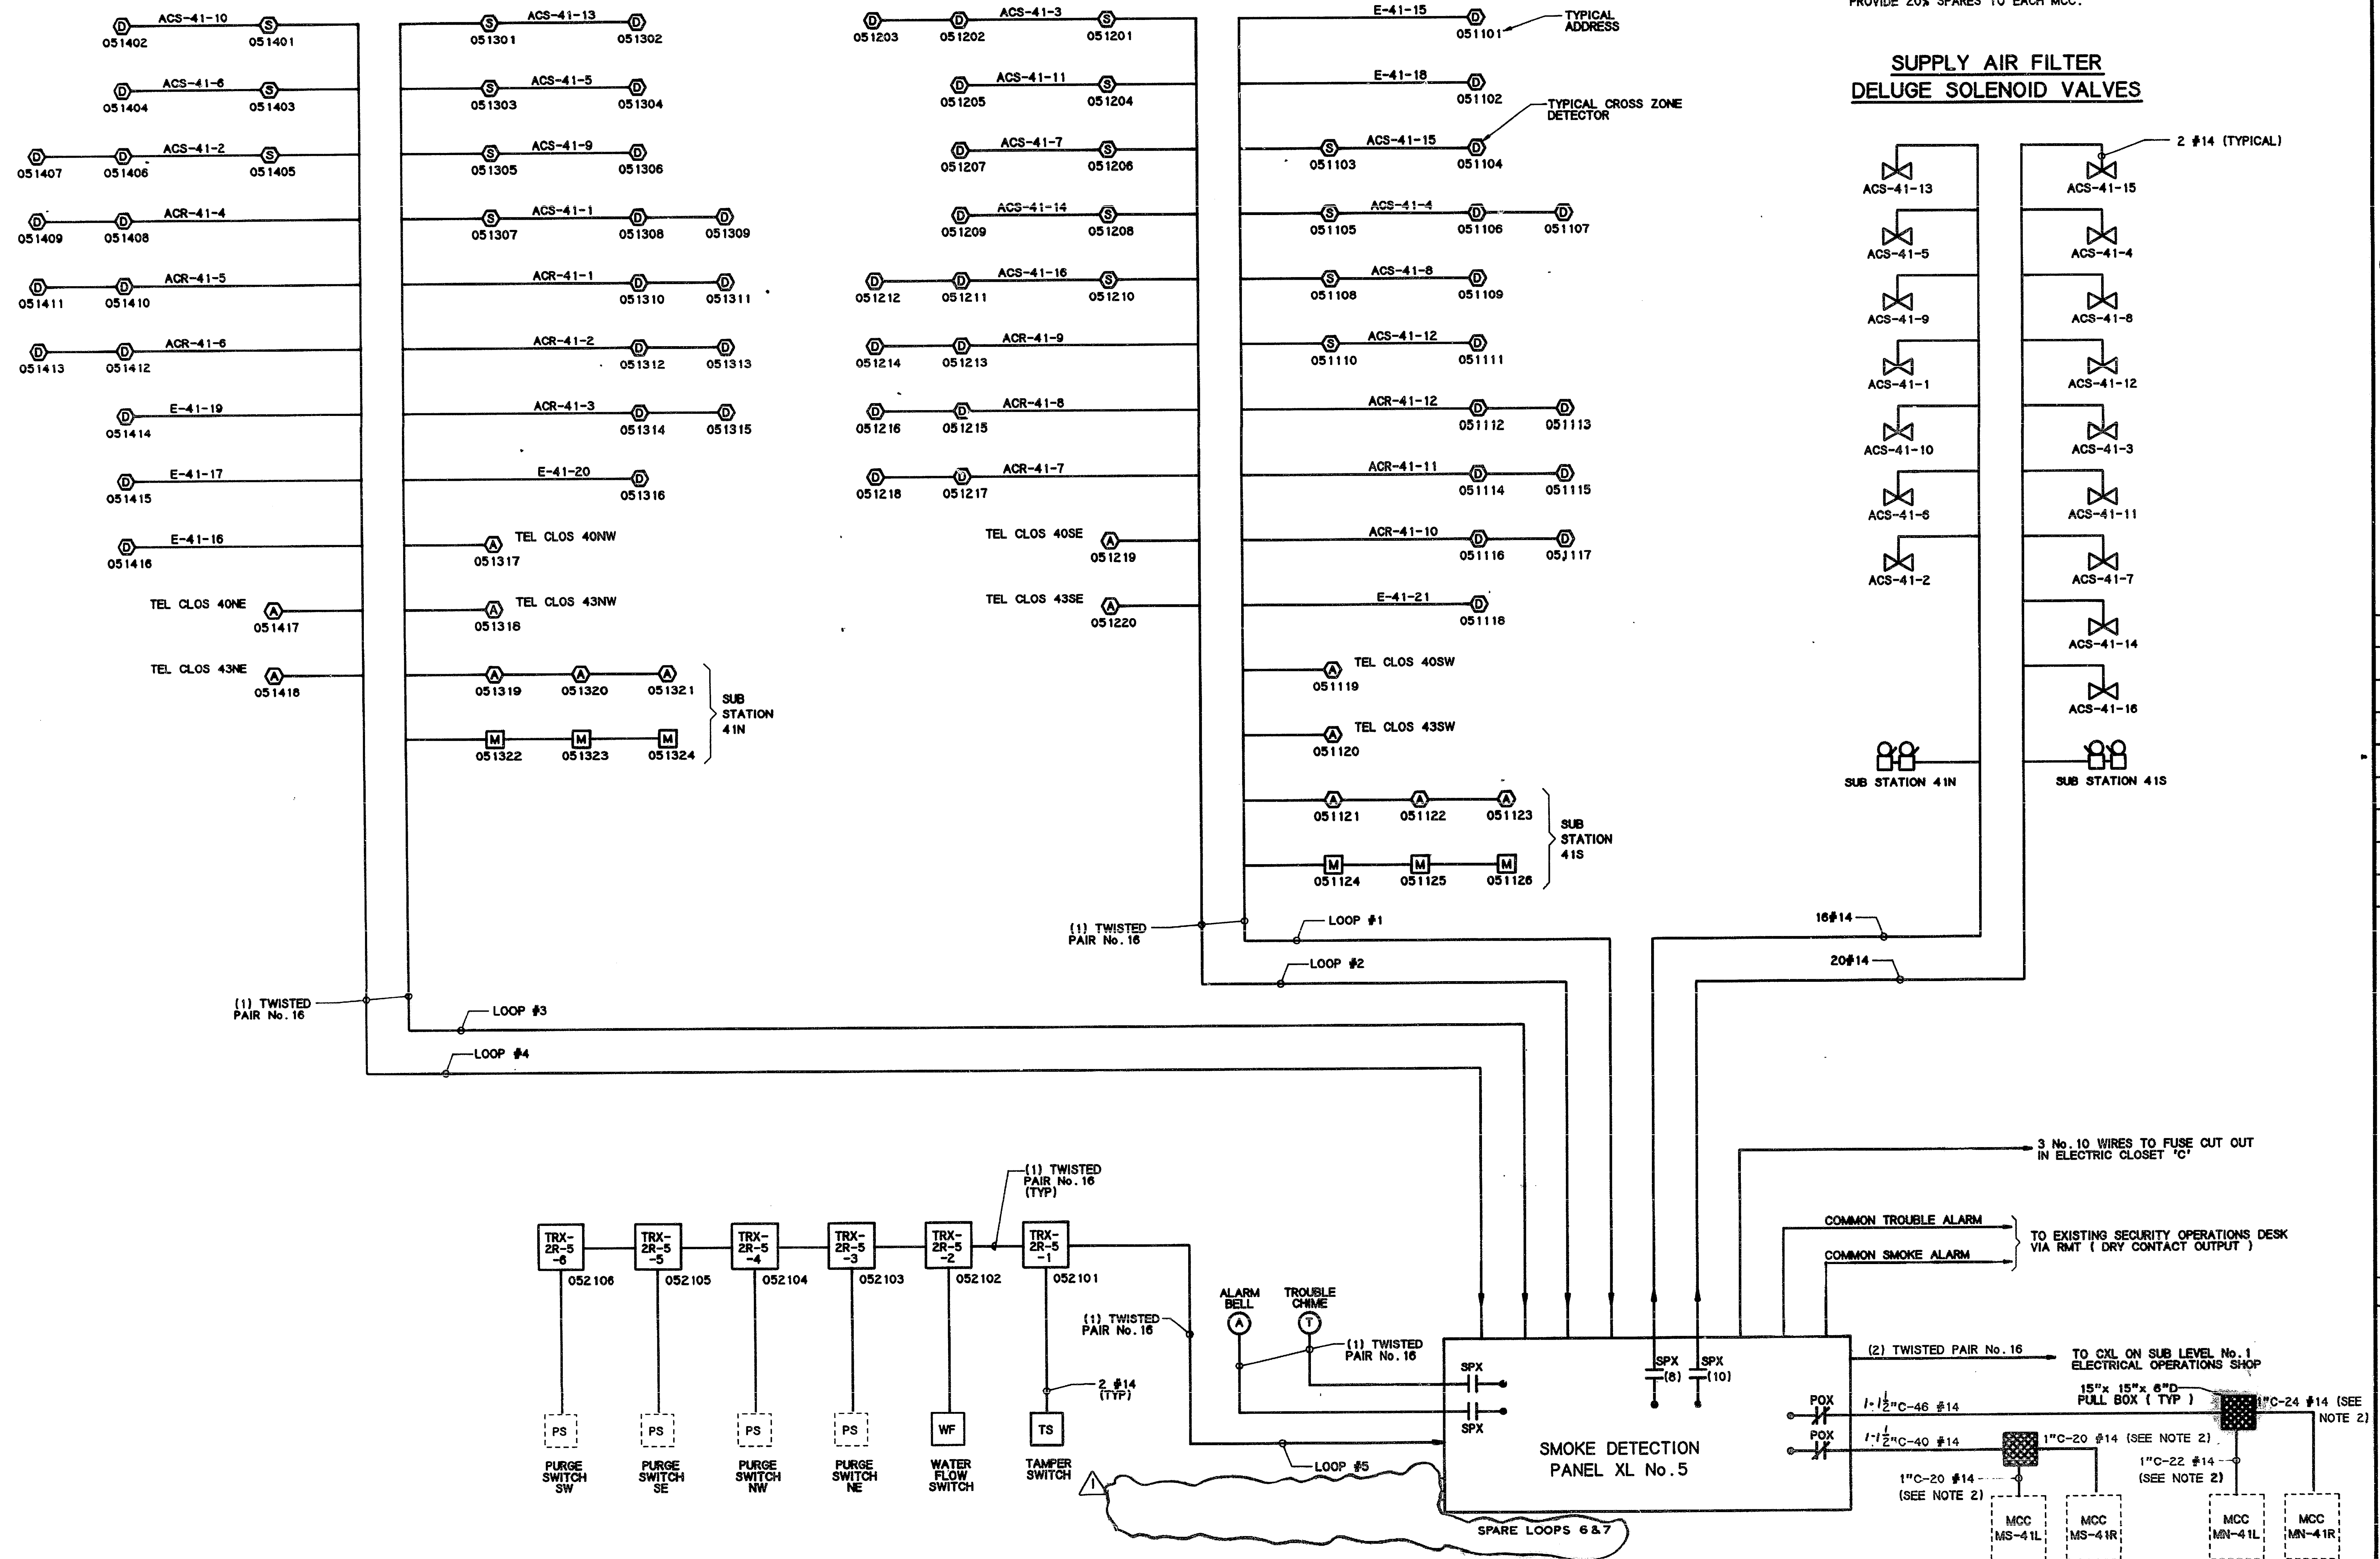 PROVIDE 20% SPARES TO EACH MCC.
SUPPLY AIR FILTER
DELUGE SOLENOID VALVES
D ACS-41-10 S
051402 051401
D ACS-41-6 S
051404 051403
D D ACS-41-2 S
051407 051406 051405
D D ACR-41-4
051409 051408
D D ACR-41-5
051411 051410
D D ACR-41-6
051413 051412
D E-41-19
051414
D E-41-17
051415
D E-41-16
051416
TEL CLOS 40NE A
051417
TEL CLOS 43NE A
051418
S ACS-41-13 D
051301 051302
S ACS-41-5 D
051303 051304
S ACS-41-9 D
051305 051306
S ACS-41-1 D D
051307 051308 051309
ACR-41-1 D D
051310 051311
ACR-41-2 D D
051312 051313
ACR-41-3 D D
051314 051315
E-41-20 D
051316
A TEL CLOS 40NW
051317
A TEL CLOS 43NW
051318
A A A
051319 051320 051321
M M M
051322 051323 051324
SUB
STATION
41N
D D ACS-41-3 S
051203 051202 051201
D ACS-41-11 S
051205 051204
D ACS-41-7 S
051207 051206
D ACS-41-14 S
051209 051208
D D ACS-41-16 S
051212 051211 051210
D D ACR-41-9
051214 051213
D D ACR-41-8
051216 051215
D D ACR-41-7
051218 051217
TEL CLOS 40SE A
051219
TEL CLOS 43SE A
051220
E-41-15 D
051101
TYPICAL
ADDRESS
E-41-18 D
051102
TYPICAL CROSS ZONE
DETECTOR
S ACS-41-15 D
051103 051104
S ACS-41-4 D D
051105 051106 051107
S ACS-41-8 D
051108 051109
S ACS-41-12 D
051110 051111
ACR-41-12 D D
051112 051113
ACR-41-11 D D
051114 051115
ACR-41-10 D D
051116 051117
E-41-21 D
051118
A TEL CLOS 40SW
051119
A TEL CLOS 43SW
051120
A A A
051121 051122 051123
M M M
051124 051125 051126
SUB
STATION
41S
2 #14 (TYPICAL)
ACS-41-13 ACS-41-15
ACS-41-5 ACS-41-4
ACS-41-9 ACS-41-8
ACS-41-1 ACS-41-12
ACS-41-10 ACS-41-3
ACS-41-6 ACS-41-11
ACS-41-2 ACS-41-7
ACS-41-14
ACS-41-16
SUB STATION 41N SUB STATION 41S
(1) TWISTED
PAIR No.16
LOOP #1
LOOP #2
16#14
20#14
(1) TWISTED
PAIR No.16
LOOP #3
LOOP #4
3 No.10 WIRES TO FUSE CUT OUT
IN ELECTRIC CLOSET 'C'
COMMON TROUBLE ALARM
COMMON SMOKE ALARM
TO EXISTING SECURITY OPERATIONS DESK
VIA RMT ( DRY CONTACT OUTPUT )
(1) TWISTED
PAIR No.16
(TYP)
TRX-
2R-5
-6
052106
TRX-
2R-5
-5
052105
TRX-
2R-5
-4
052104
TRX-
2R-5
-3
052103
TRX-
2R-5
-2
052102
TRX-
2R-5
-1
052101
PS PS PS PS WF TS
PURGE
SWITCH
SW
PURGE
SWITCH
SE
PURGE
SWITCH
NW
PURGE
SWITCH
NE
WATER
FLOW
SWITCH
TAMPER
SWITCH
2 #14
(TYP)
(1) TWISTED
PAIR No.16
ALARM
BELL
A
TROUBLE
CHIME
T
(1) TWISTED
PAIR No.16
LOOP #5
1
SPARE LOOPS 6&7
SPX
SPX
SPX
(8)
SPX
(10)
SMOKE DETECTION
PANEL XL No.5
POX
POX
(2) TWISTED PAIR No.16
TO CXL ON SUB LEVEL No.1
ELECTRICAL OPERATIONS SHOP
15"x 15"x 6"D
PULL BOX ( TYP )
1-1½"C-46 #14
1-1½"C-40 #14
1"C-24 #14 (SEE
NOTE 2)
1"C-20 #14 (SEE NOTE 2)
1"C-22 #14
(SEE NOTE 2)
1"C-20 #14
(SEE NOTE 2)
MCC
MS-41L
MCC
MS-41R
MCC
MN-41L
MCC
MN-41R